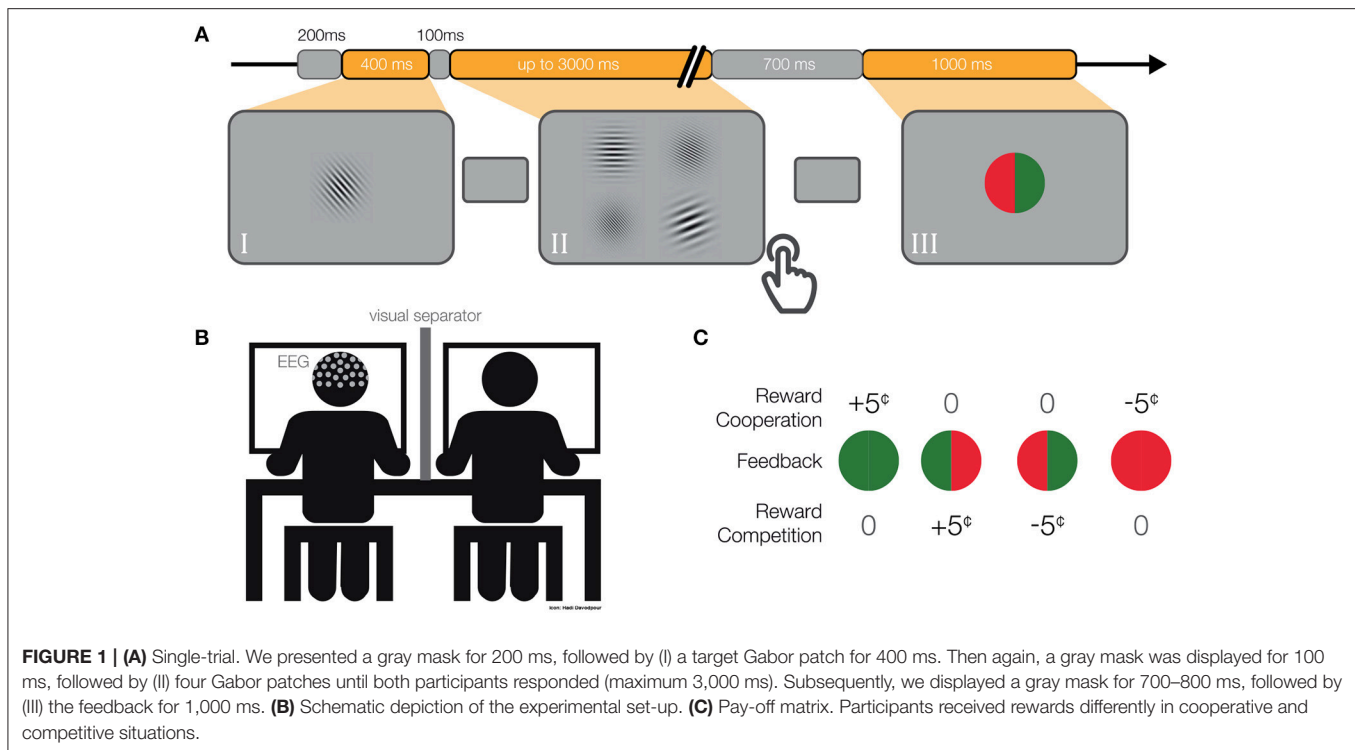 A
200ms 100ms
400 ms up to 3000 ms 700 ms 1000 ms
I II III
B
visual separator
EEG
Icon: Hadi Davodpour
C
Reward Cooperation +5¢ 0 0 -5¢
Feedback
Reward Competition 0 +5¢ -5¢ 0
FIGURE 1 | (A) Single-trial. We presented a gray mask for 200 ms, followed by (I) a target Gabor patch for 400 ms. Then again, a gray mask was displayed for 100
ms, followed by (II) four Gabor patches until both participants responded (maximum 3,000 ms). Subsequently, we displayed a gray mask for 700–800 ms, followed by
(III) the feedback for 1,000 ms. (B) Schematic depiction of the experimental set-up. (C) Pay-off matrix. Participants received rewards differently in cooperative and
competitive situations.